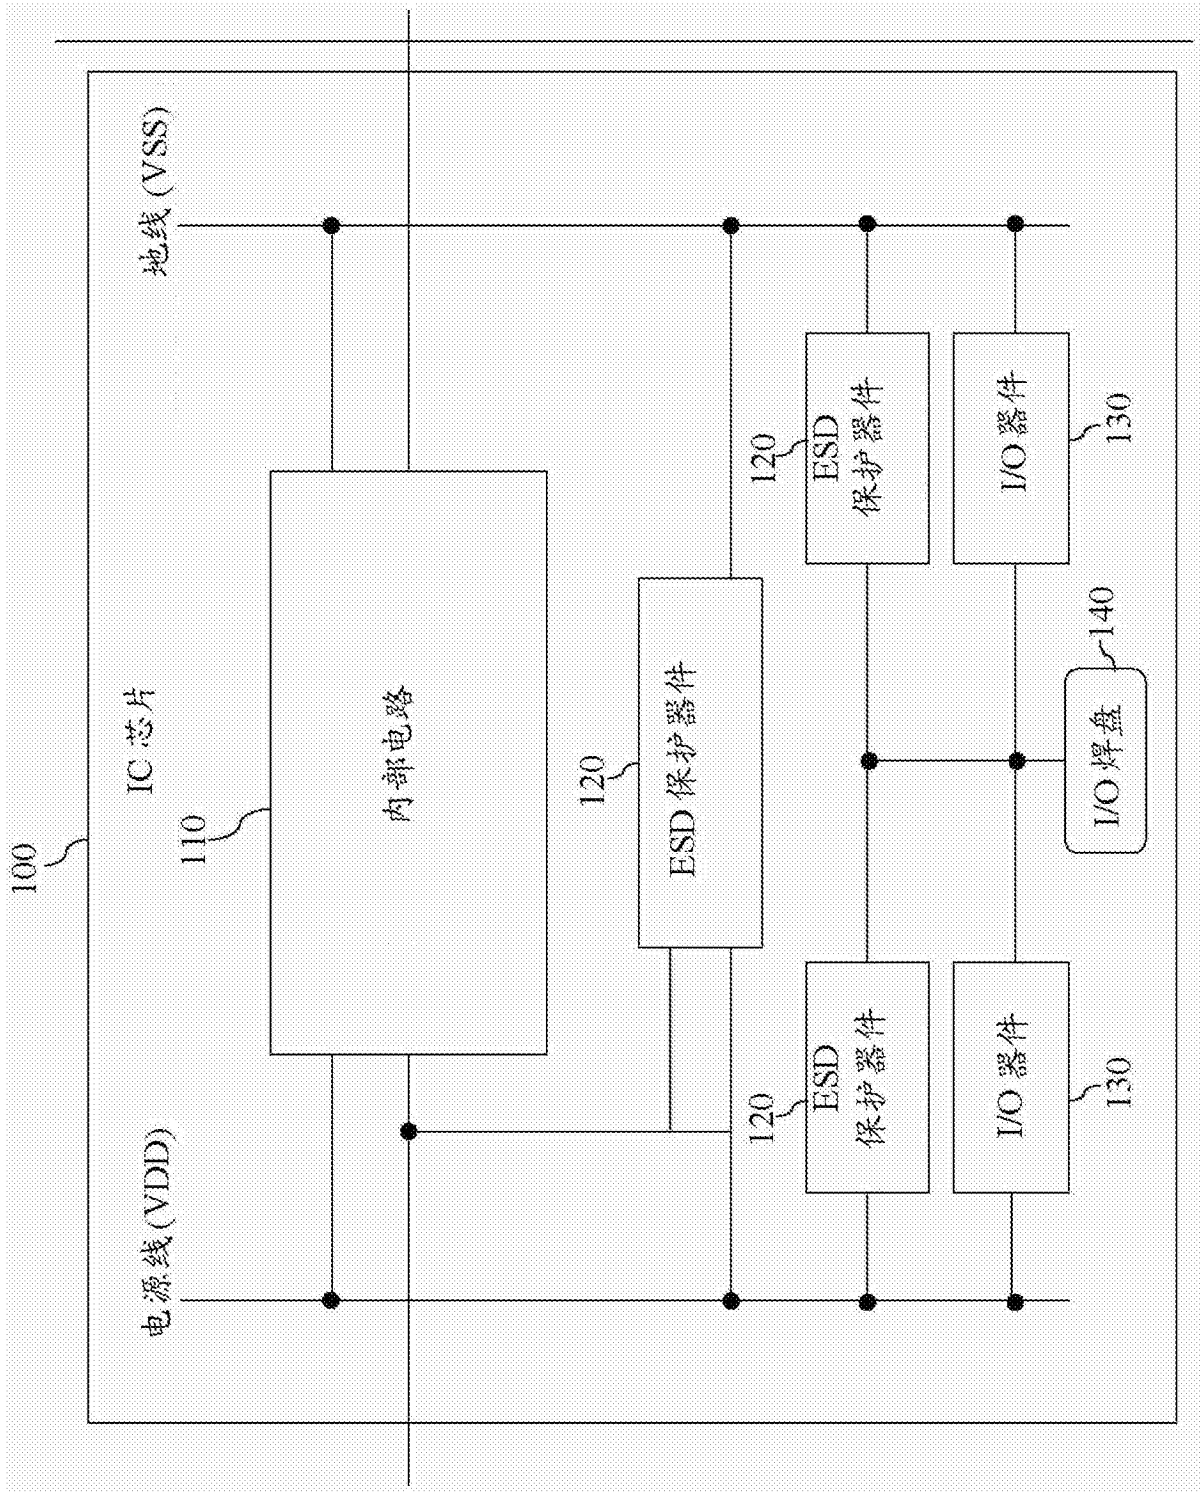 100
IC 芯片
电源线 (VDD)
地线 (VSS)
110
内部电路
120
ESD 保护器件
120
ESD
保护器件
120
ESD
保护器件
I/O 器件
130
I/O 器件
130
I/O 焊盘
140